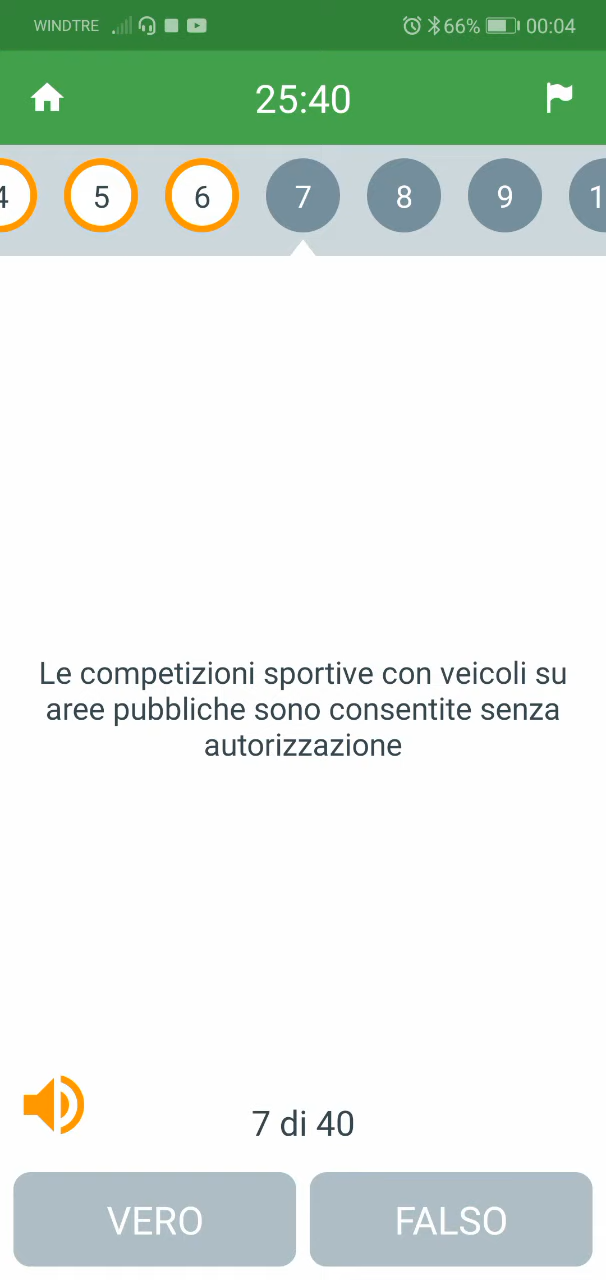 WINDTRE 66% 00:04
25:40
4 5 6 7 8 9 1
Le competizioni sportive con veicoli su
aree pubbliche sono consentite senza
autorizzazione
7 di 40
VERO FALSO